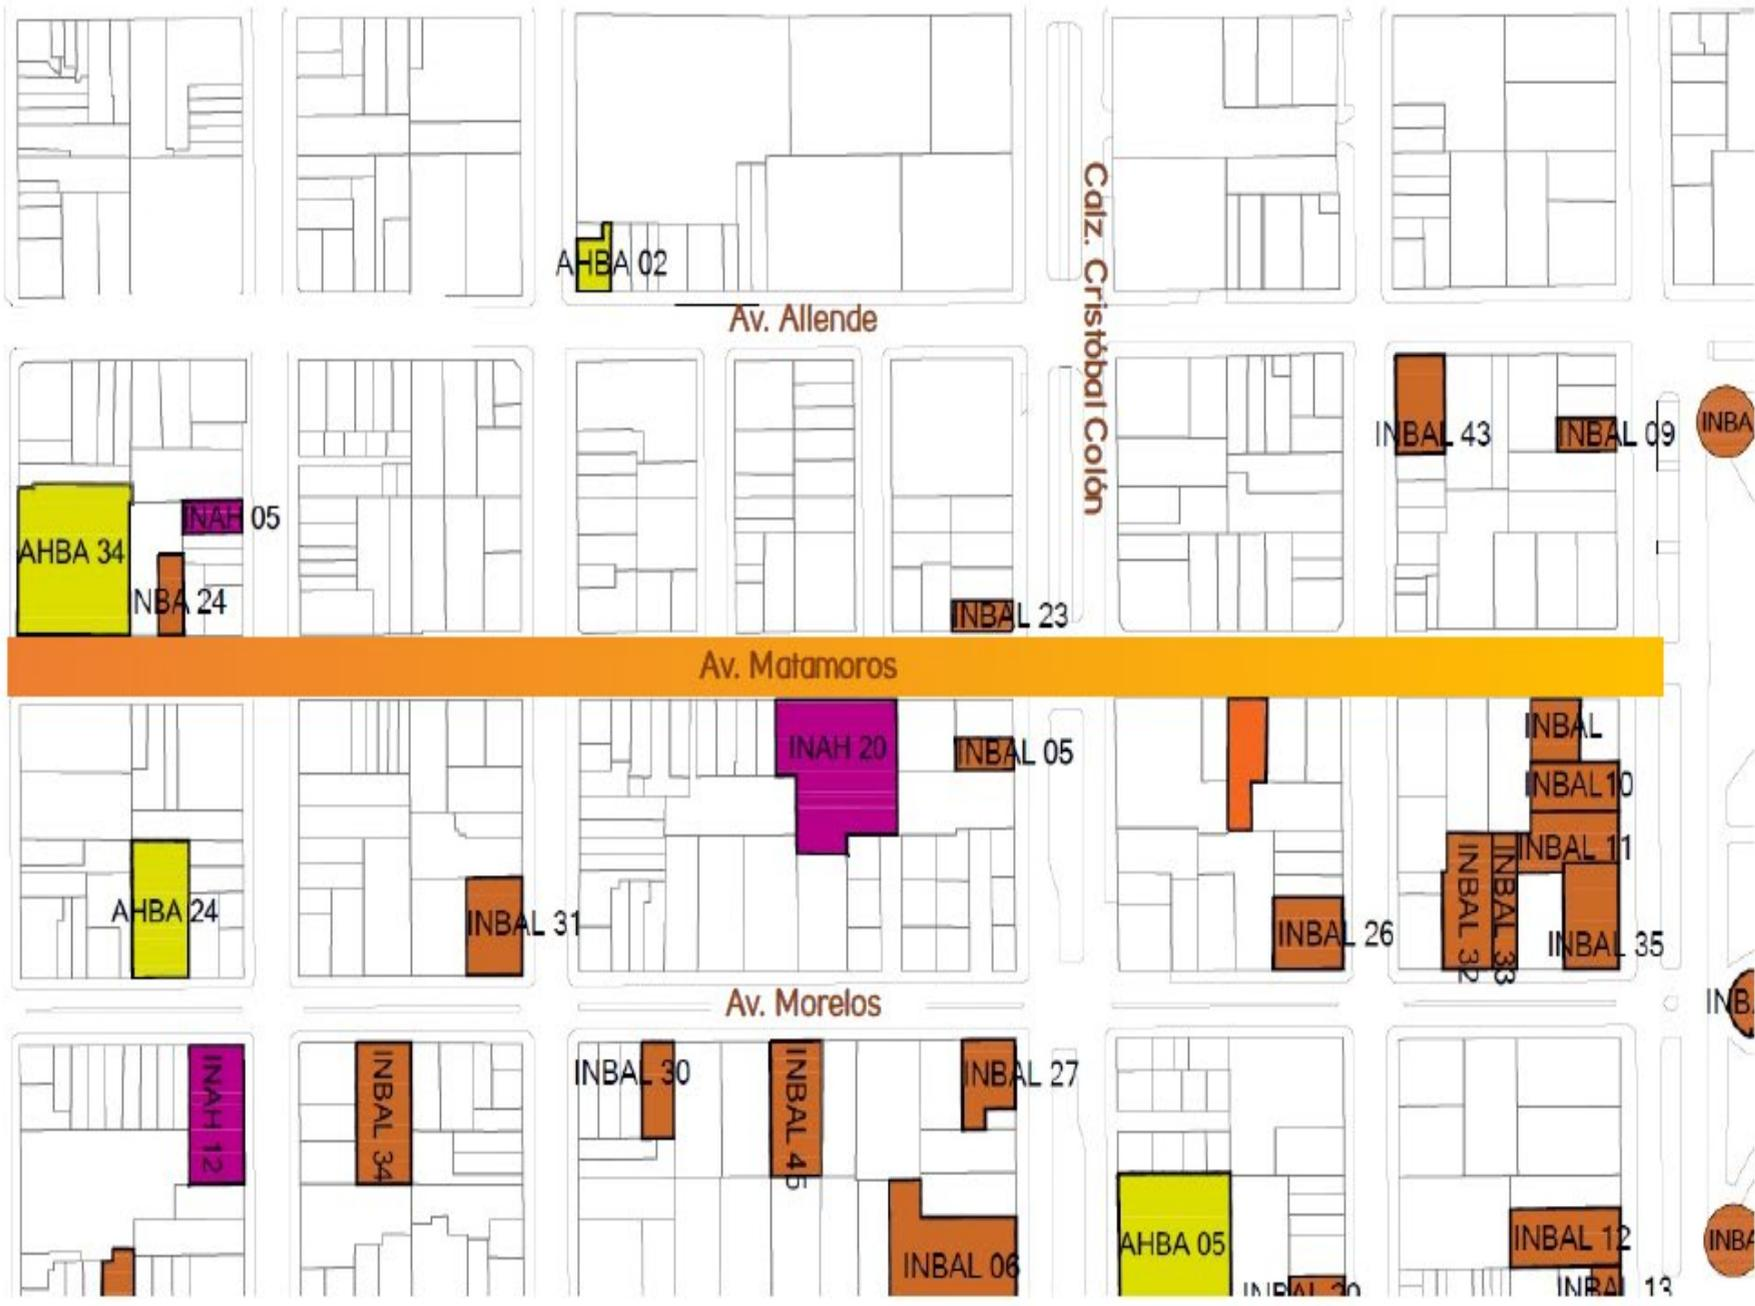 AHBA 02
Av. Allende
Calz. Cristóbal Colón
INBAL 43
INBAL 09
INBA
INAH 05
AHBA 34
NBA 24
INBAL 23
Av. Matamoros
INBAL
INAH 20
INBAL 05
INBAL10
INBAL 11
INBAL 32
INBAL 33
AHBA 24
INBAL 31
INBAL 26
INBAL 35
Av. Morelos
INB
INAH 12
INBAL 34
INBAL 30
INBAL 45
INBAL 27
AHBA 05
INBAL 12
INBA
INBAL 06
INBAL 20
INBAL 13